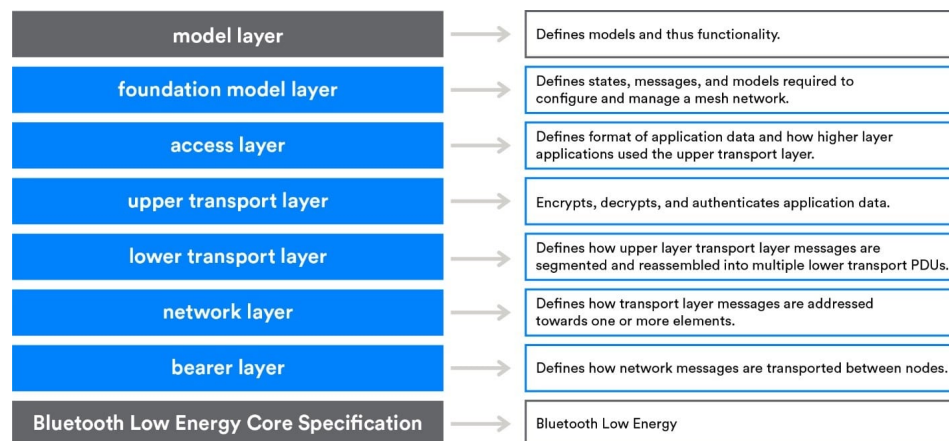 model layer
Defines models and thus functionality.
foundation model layer
Defines states, messages, and models required to
configure and manage a mesh network.
access layer
Defines format of application data and how higher layer
applications used the upper transport layer.
upper transport layer
Encrypts, decrypts, and authenticates application data.
lower transport layer
Defines how upper layer transport layer messages are
segmented and reassembled into multiple lower transport PDUs.
network layer
Defines how transport layer messages are addressed
towards one or more elements.
bearer layer
Defines how network messages are transported between nodes.
Bluetooth Low Energy Core Specification
Bluetooth Low Energy